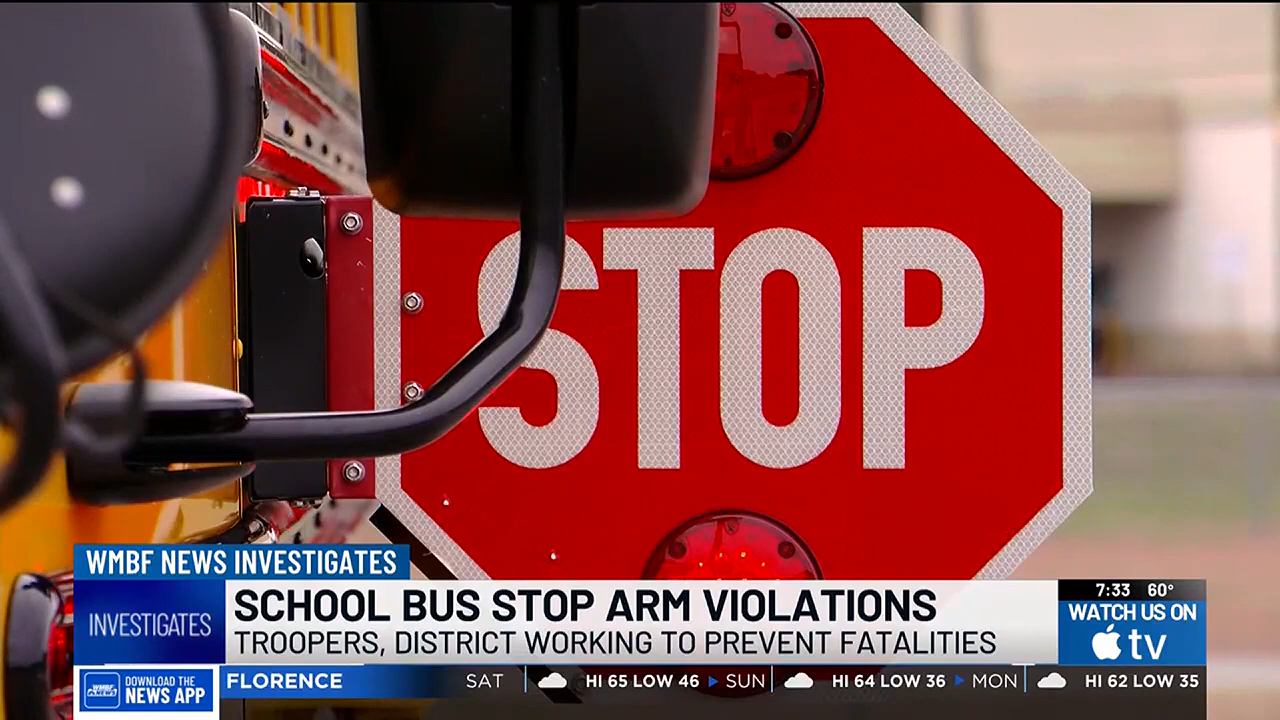 STOP
WMBF NEWS INVESTIGATES
INVESTIGATES
SCHOOL BUS STOP ARM VIOLATIONS
TROOPERS, DISTRICT WORKING TO PREVENT FATALITIES
7:33 60°
WATCH US ON
tv
WMBF NEWS
DOWNLOAD THE
NEWS APP
FLORENCE SAT HI 65 LOW 46 SUN HI 64 LOW 36 MON HI 62 LOW 35